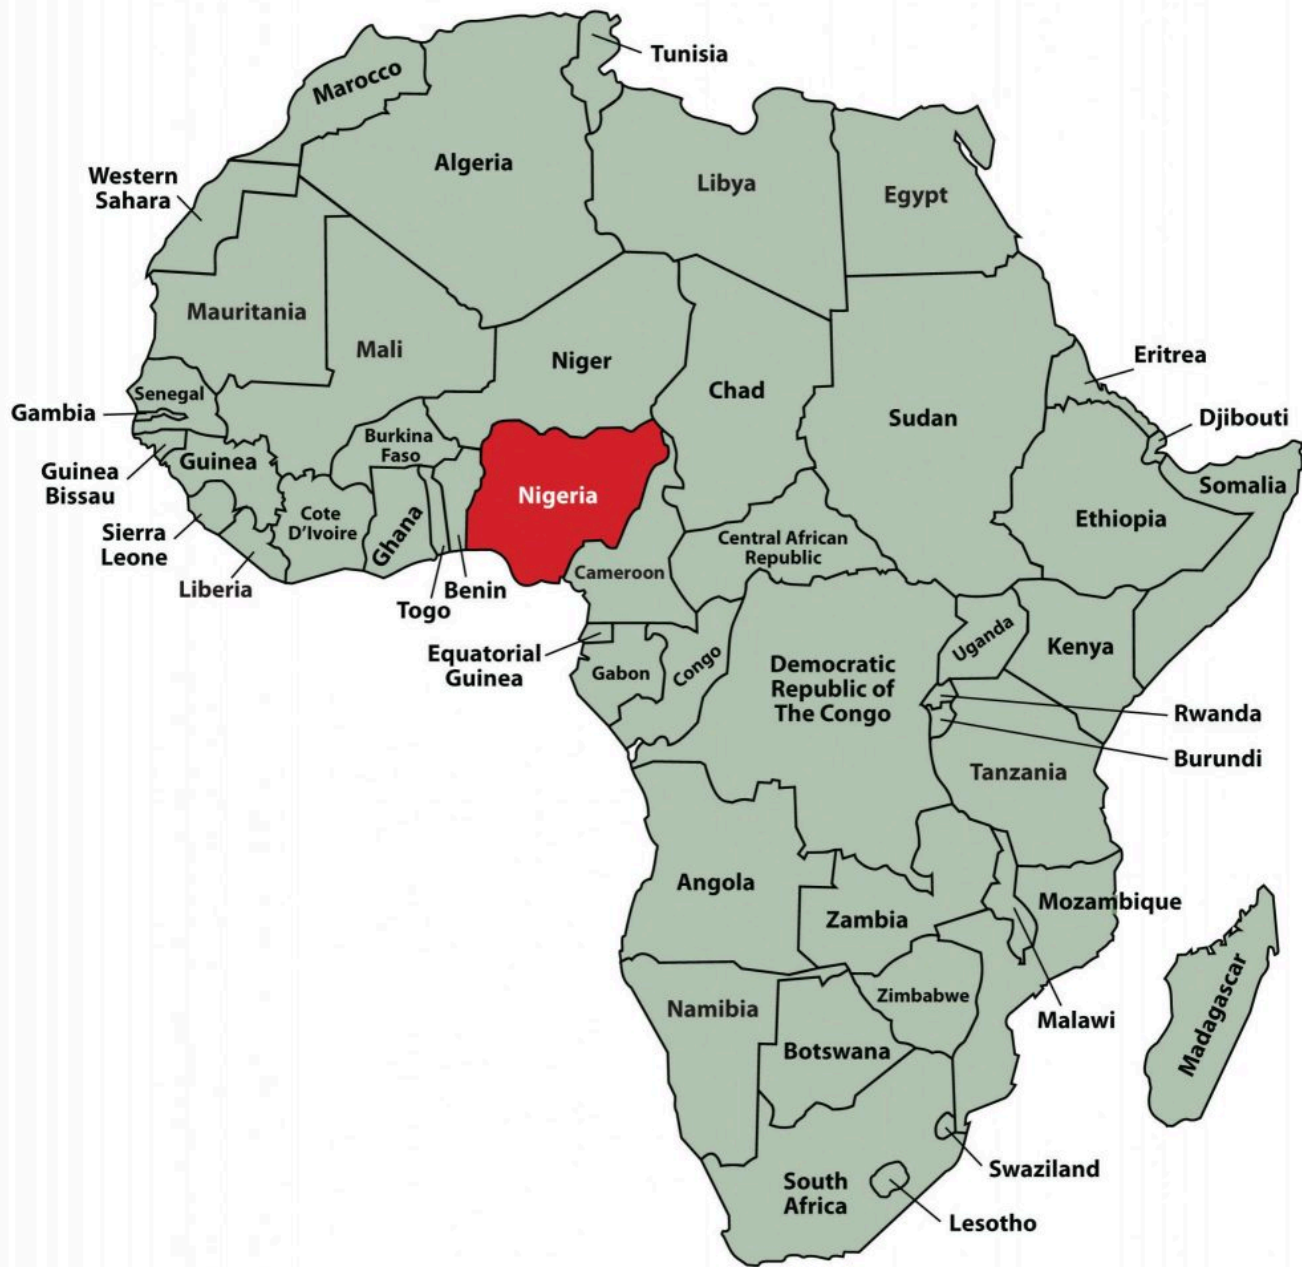 Tunisia
Marocco
Algeria
Western
Sahara
Libya
Egypt
Mauritania
Mali
Niger
Chad
Sudan
Eritrea
Senegal
Gambia
Djibouti
Burkina
Faso
Guinea
Guinea
Bissau
Nigeria
Somalia
Cote
D'Ivoire
Ghana
Ethiopia
Sierra
Leone
Central African
Republic
Liberia
Cameroon
Benin
Togo
Equatorial
Guinea
Gabon
Congo
Democratic
Republic of
The Congo
Uganda
Kenya
Rwanda
Burundi
Tanzania
Angola
Zambia
Mozambique
Malawi
Madagascar
Namibia
Zimbabwe
Botswana
Swaziland
South
Africa
Lesotho